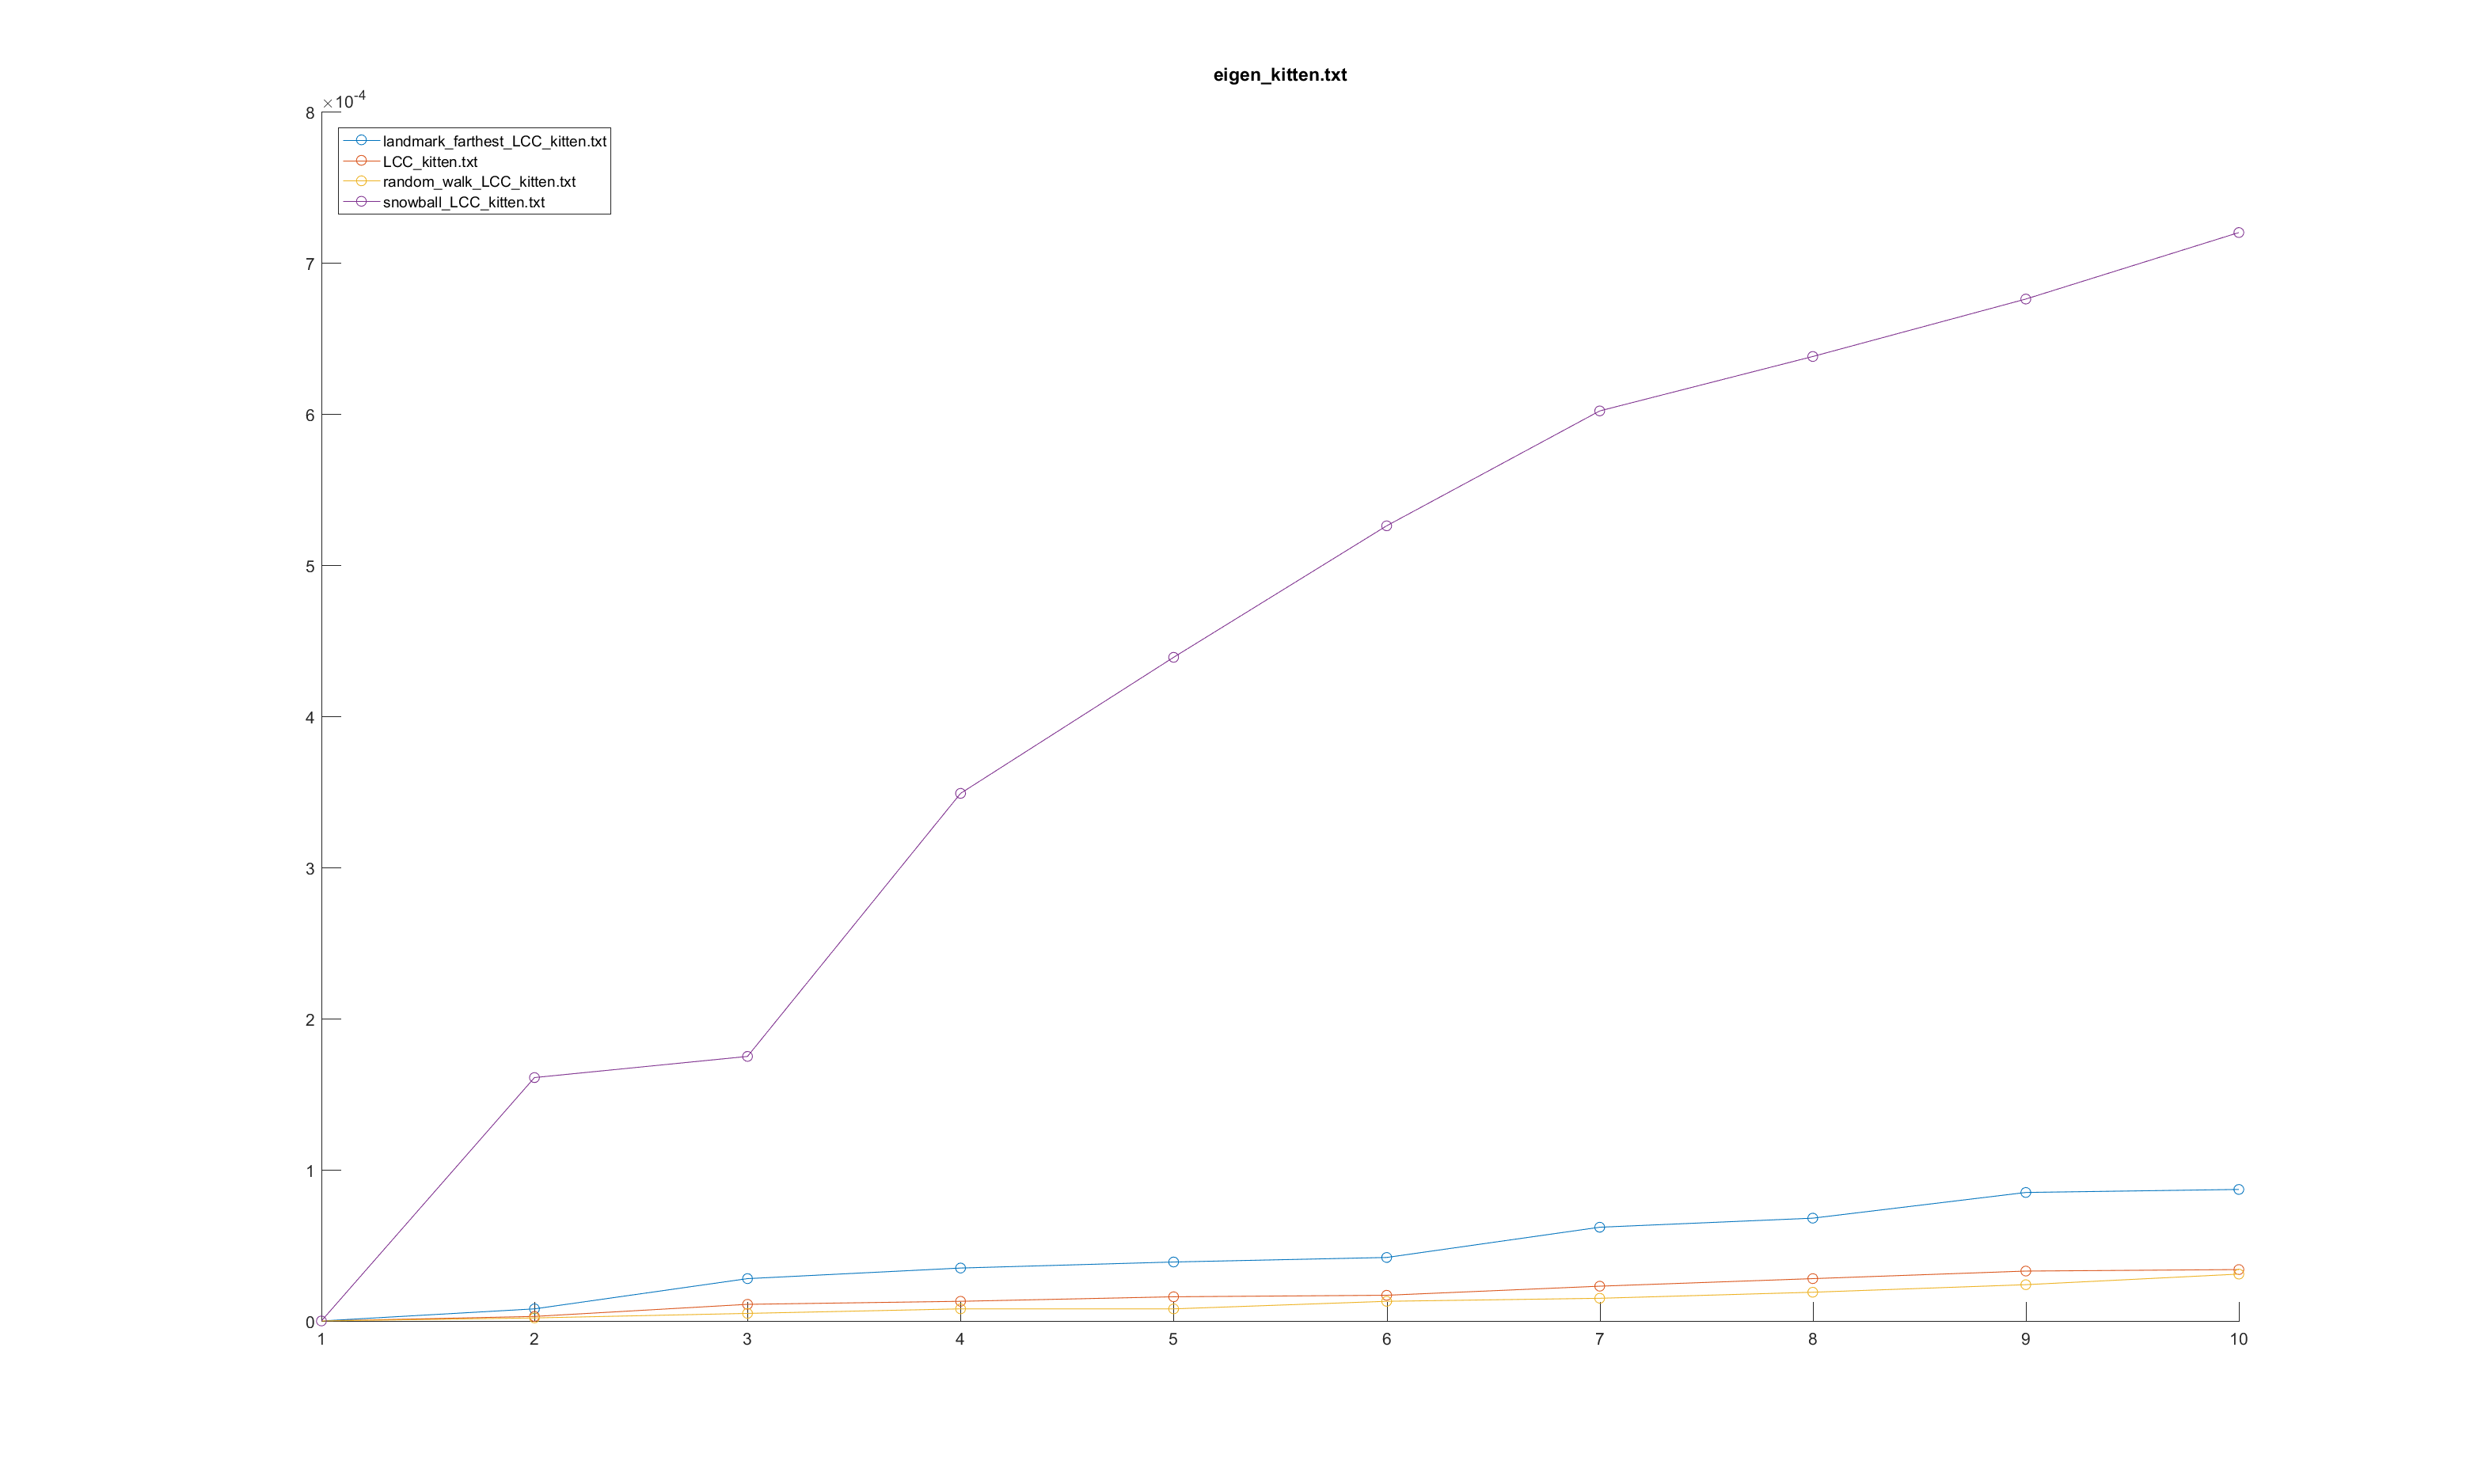 eigen_kitten.txt
×10-4
8
landmark_farthest_LCC_kitten.txt
LCC_kitten.txt
random_walk_LCC_kitten.txt
snowball_LCC_kitten.txt
7
6
5
4
3
2
1
0
1 2 3 4 5 6 7 8 9 10